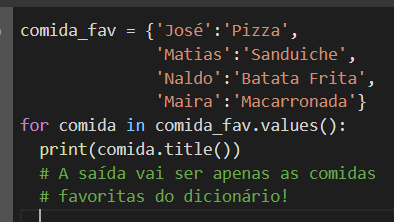 comida_fav = {'José':'Pizza',
              'Matias':'Sanduiche',
              'Naldo':'Batata Frita',
              'Maira':'Macarronada'}
for comida in comida_fav.values():
  print(comida.title())
  # A saída vai ser apenas as comidas
  # favoritas do dicionário!